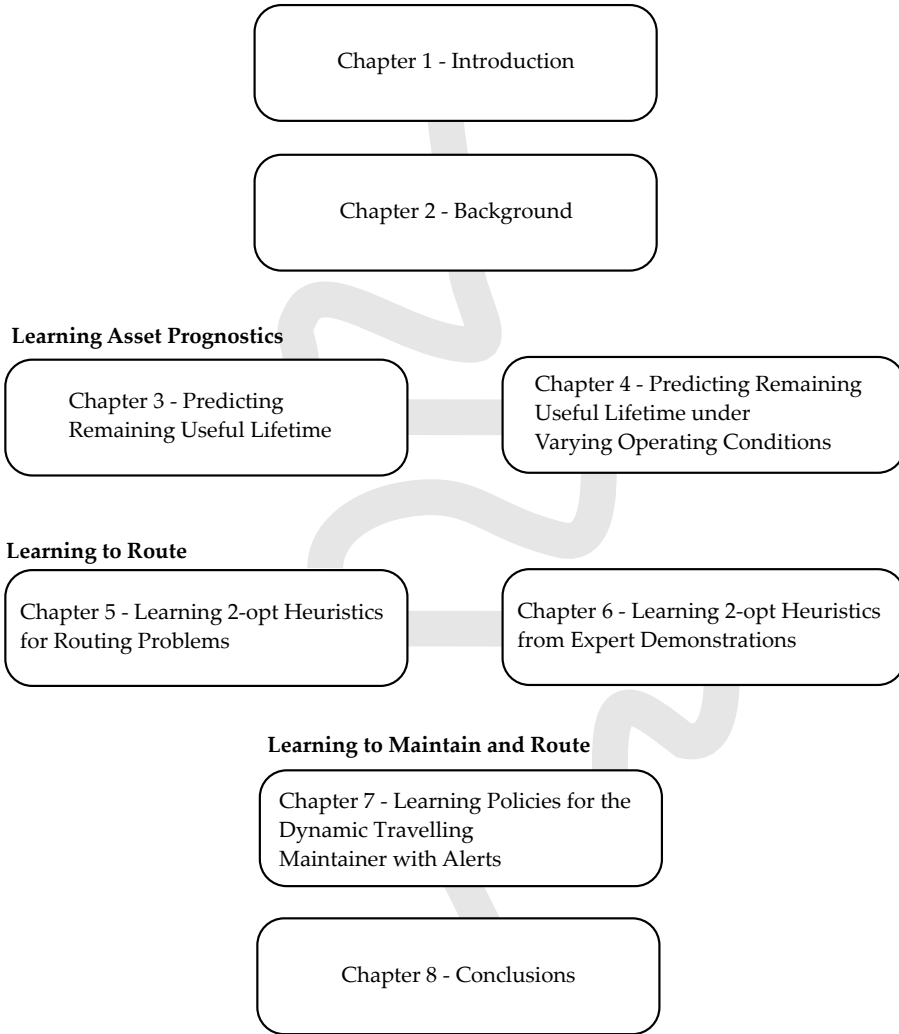 Chapter 1 - Introduction
Chapter 2 - Background
Learning Asset Prognostics
Chapter 3 - Predicting
Remaining Useful Lifetime
Chapter 4 - Predicting Remaining
Useful Lifetime under
Varying Operating Conditions
Learning to Route
Chapter 5 - Learning 2-opt Heuristics
for Routing Problems
Chapter 6 - Learning 2-opt Heuristics
from Expert Demonstrations
Learning to Maintain and Route
Chapter 7 - Learning Policies for the
Dynamic Travelling
Maintainer with Alerts
Chapter 8 - Conclusions